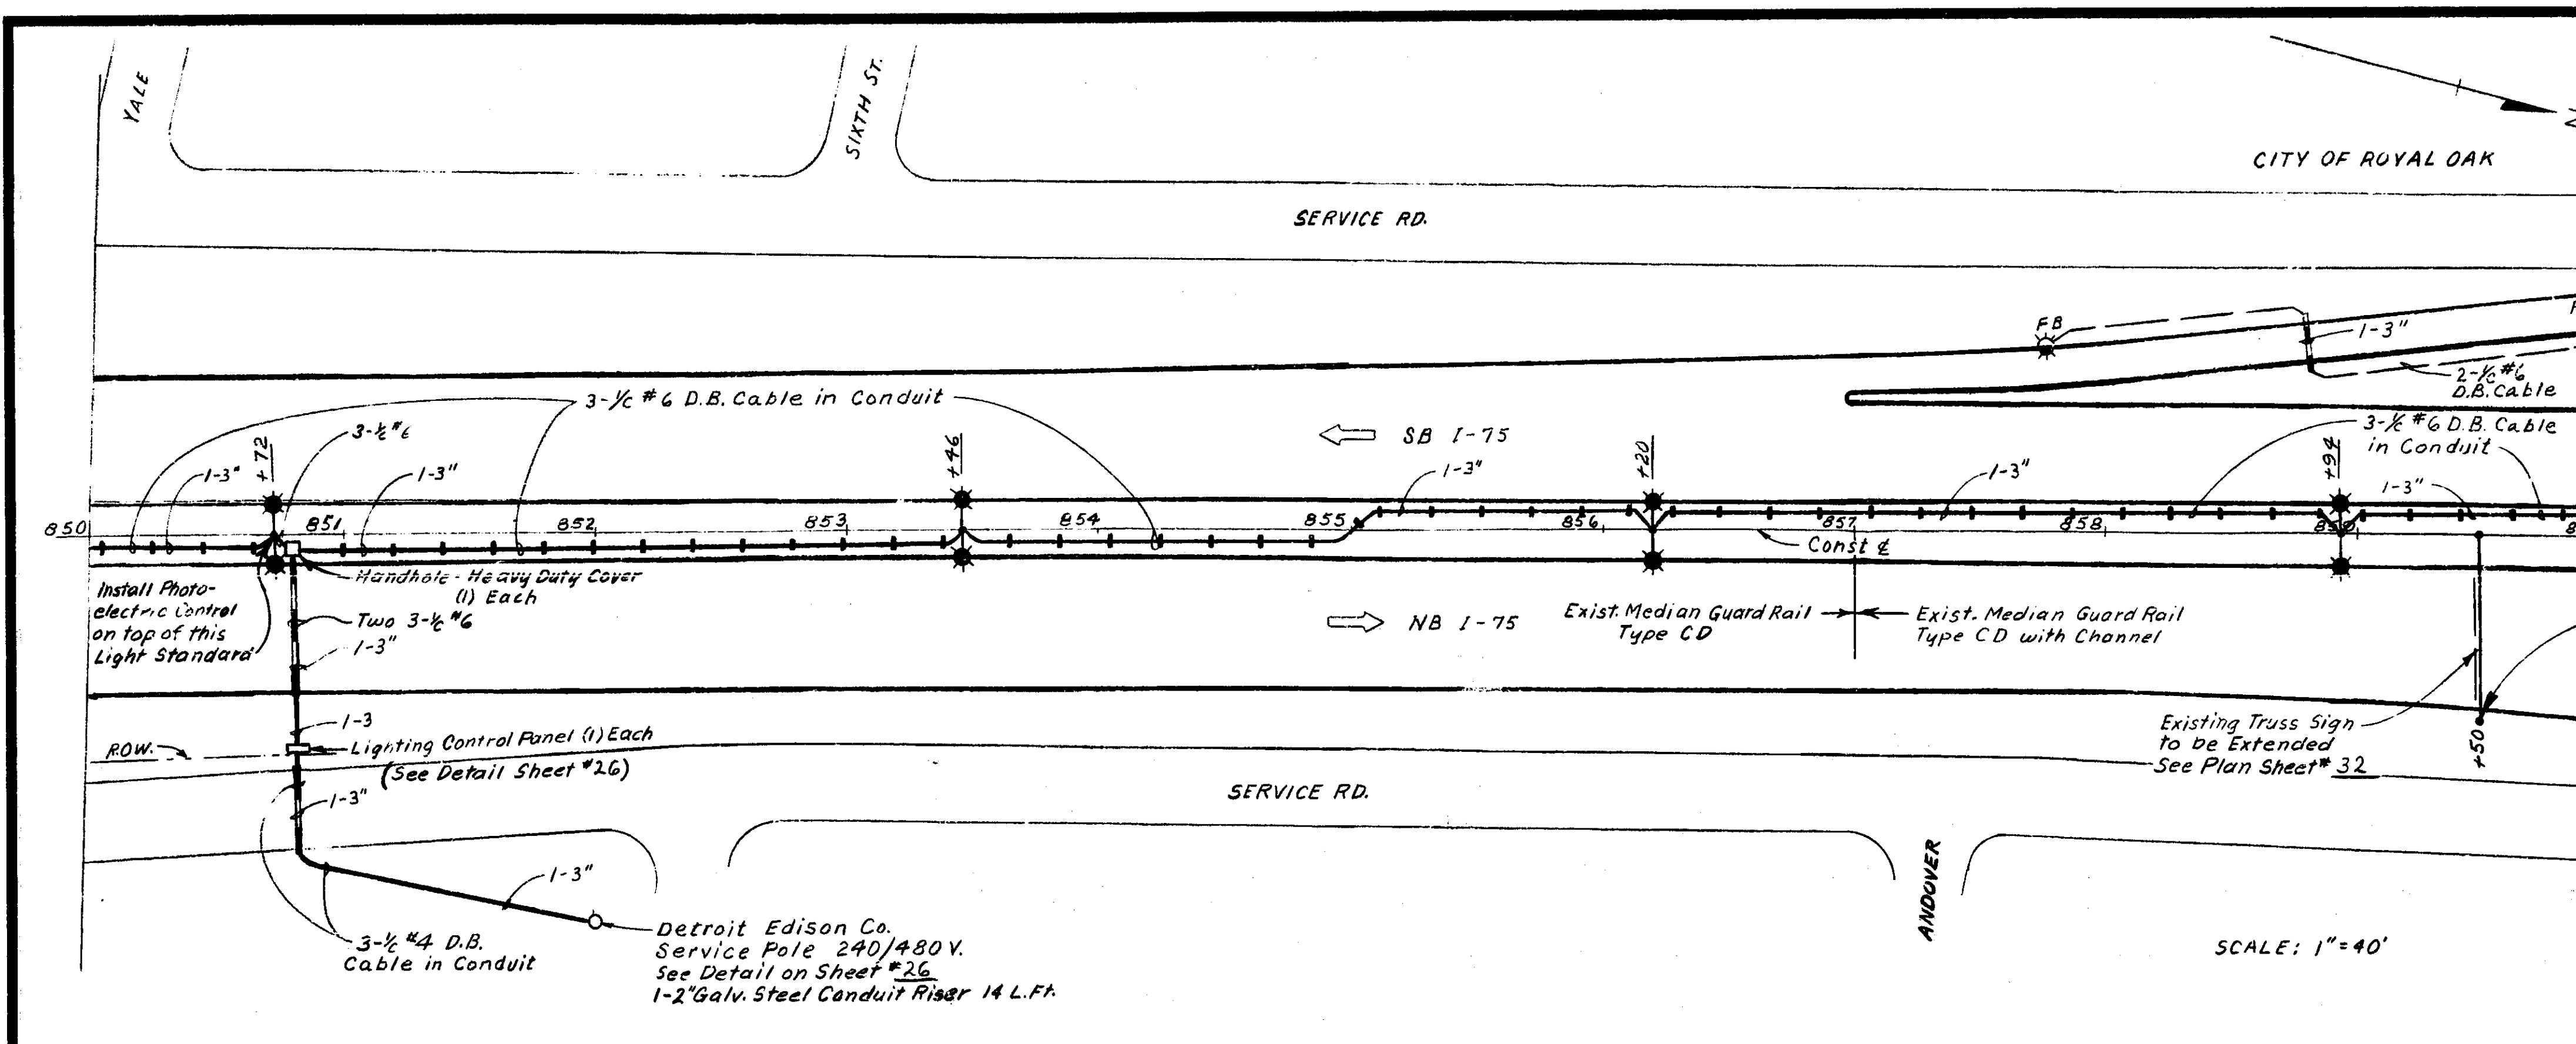 YALE
SIXTH ST.
CITY OF ROYAL OAK
SERVICE RD.
FB
1-3"
2-1/c #6
D.B. Cable
3-1/c #6 D.B. Cable in Conduit
3-1/c #6 D.B. Cable
in Conduit
3-1/c #6
+72
+46
+20
+94
SB I-75
1-3"
1-3"
1-3"
1-3"
1-3"
850
851
852
853
854
855
856
857
858
859
Const ℄
Handhole - Heavy Duty Cover
(1) Each
Install Photo-
electric Control
on top of this
Light Standard
Two 3-1/c #6
1-3"
NB I-75
Exist. Median Guard Rail
Type CD
Exist. Median Guard Rail
Type CD with Channel
1-3
R.O.W.
Lighting Control Panel (1) Each
(See Detail Sheet #26)
1-3"
Existing Truss Sign
to be Extended
See Plan Sheet # 32
+50
SERVICE RD.
ANDOVER
1-3"
3-1/c #4 D.B.
Cable in Conduit
Detroit Edison Co.
Service Pole 240/480 V.
See Detail on Sheet #26
1-2" Galv. Steel Conduit Riser 14 L.Ft.
SCALE: 1"=40'